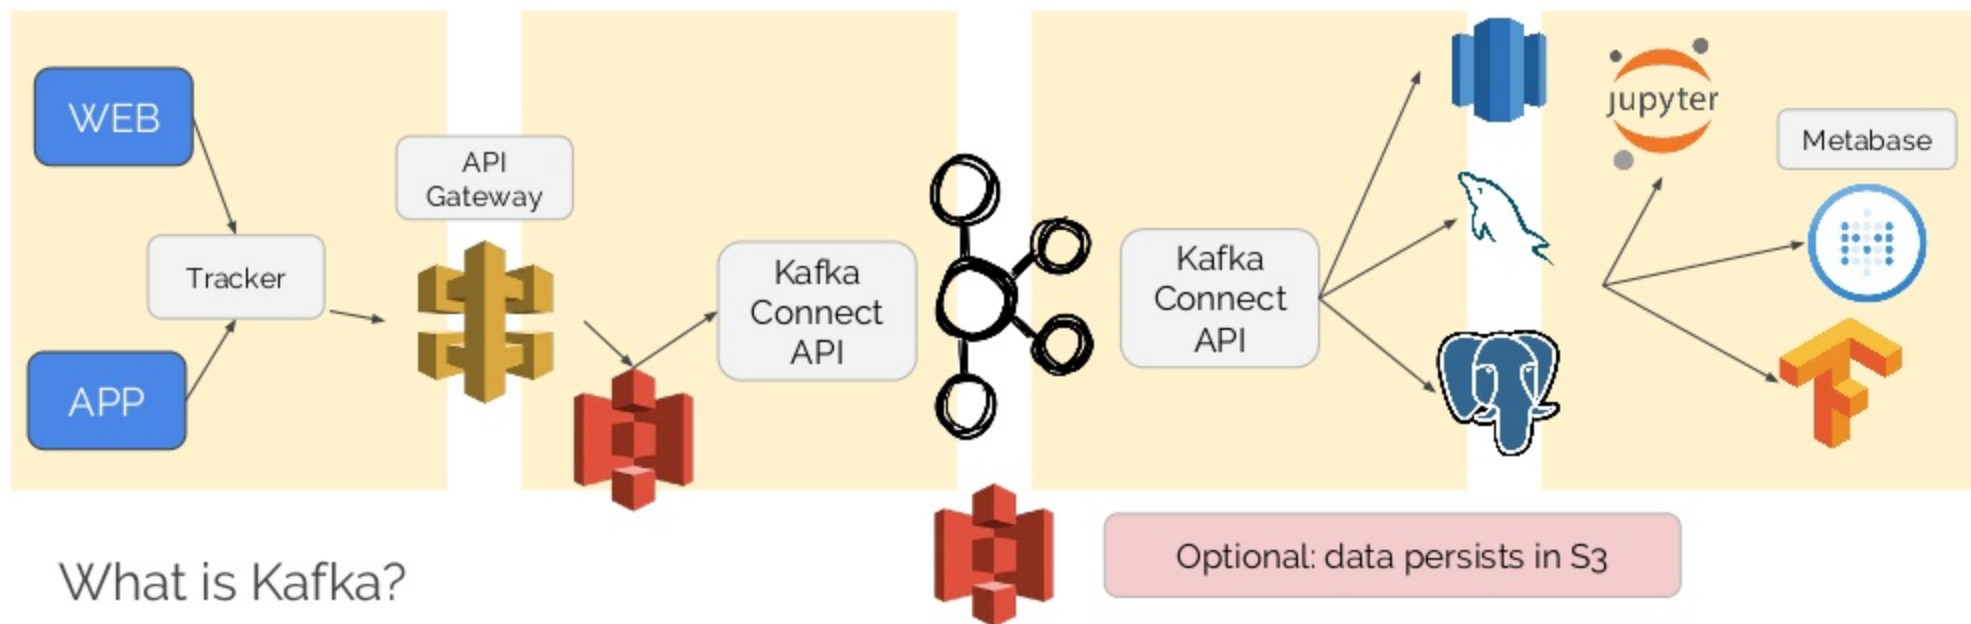 WEB
APP
Tracker
API
Gateway
Kafka
Connect
API
Kafka
Connect
API
jupyter
Metabase
Optional: data persists in S3
What is Kafka?